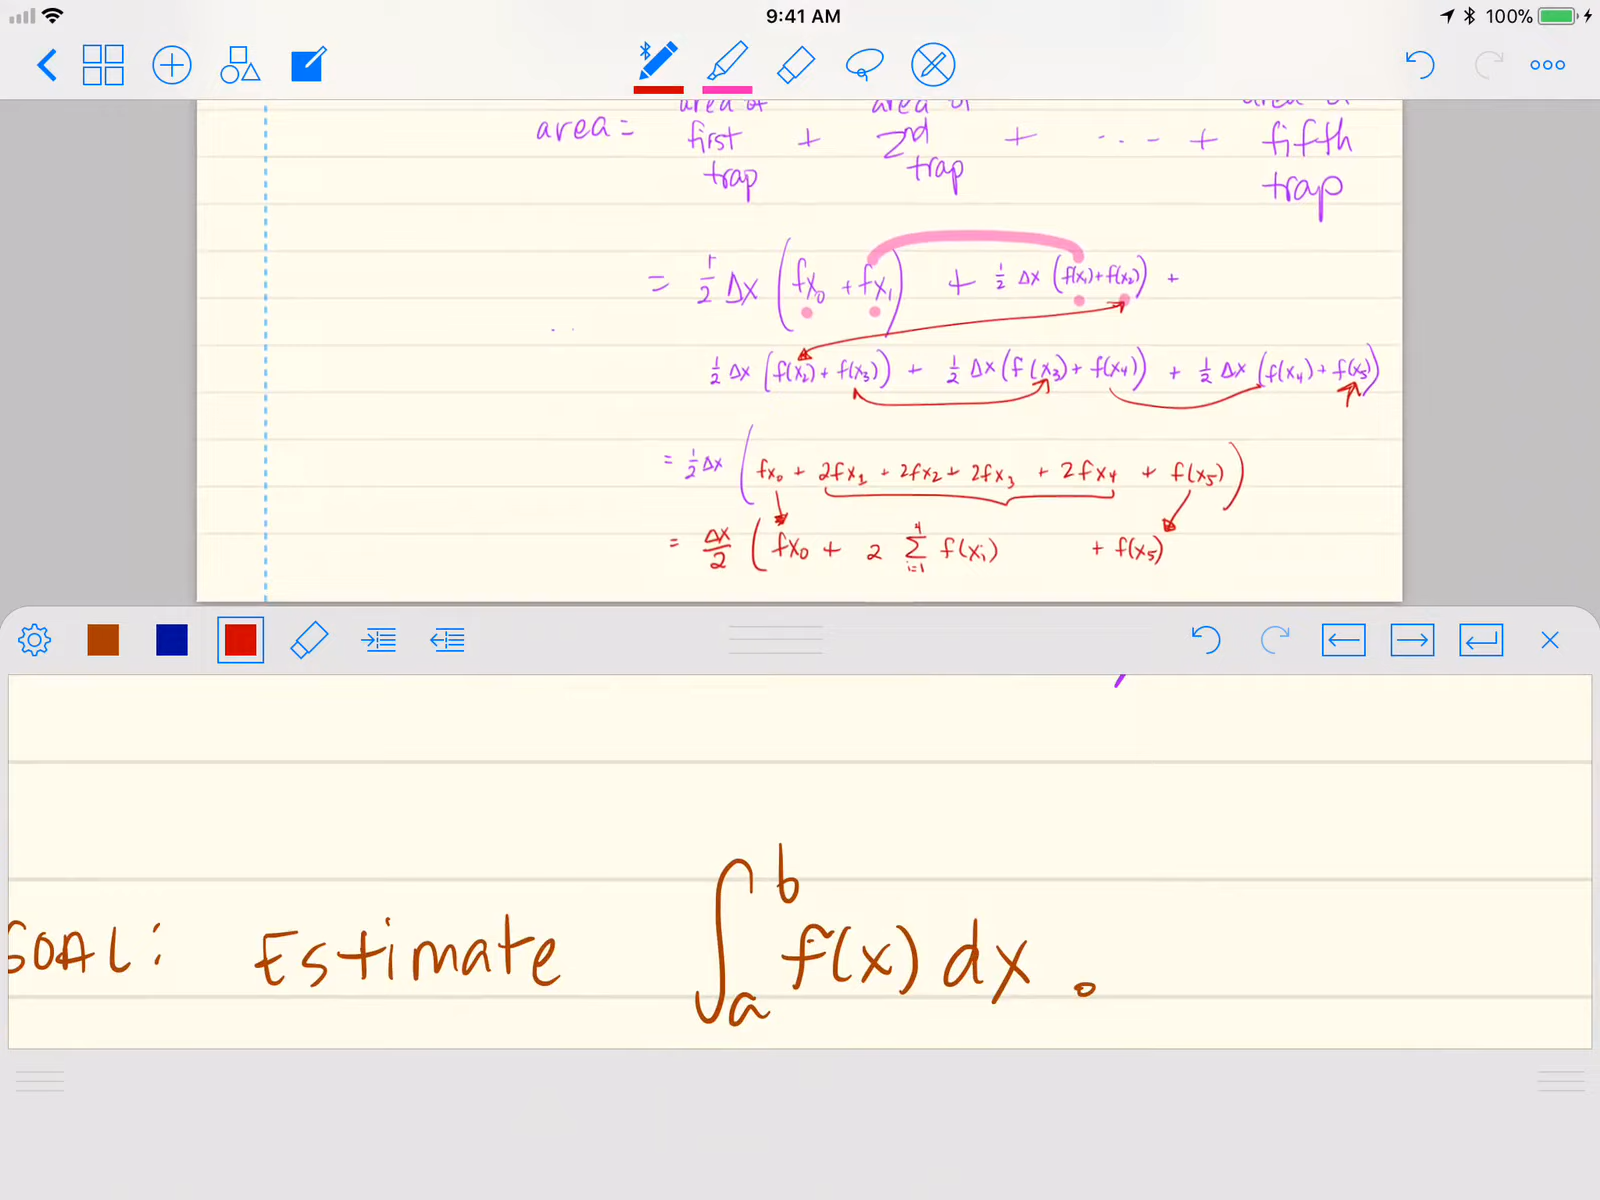 9:41 AM
100%
area = area of first trap + area of 2nd trap + ... - + area of fifth trap
= 1/2 Δx (fx₀ + fx₁) + 1/2 Δx (f(x₁) + f(x₂)) +
1/2 Δx (f(x₂) + f(x₃)) + 1/2 Δx (f(x₃) + f(x₄)) + 1/2 Δx (f(x₄) + f(x₅))
= 1/2 Δx (fx₀ + 2fx₁ + 2fx₂ + 2fx₃ + 2fx₄ + f(x₅))
= Δx/2 (fx₀ + 2 ∑_{i=1}^{4} f(xᵢ) + f(x₅)
GOAL: Estimate ∫_a^b f(x) dx.